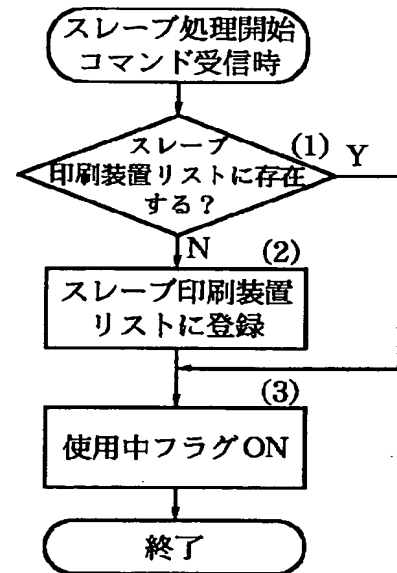 スレーブ処理開始
コマンド受信時
(1)
スレーブ
Y
印刷装置リストに存在
する？
N
(2)
スレーブ印刷装置
リストに登録
(3)
使用中フラグON
終了